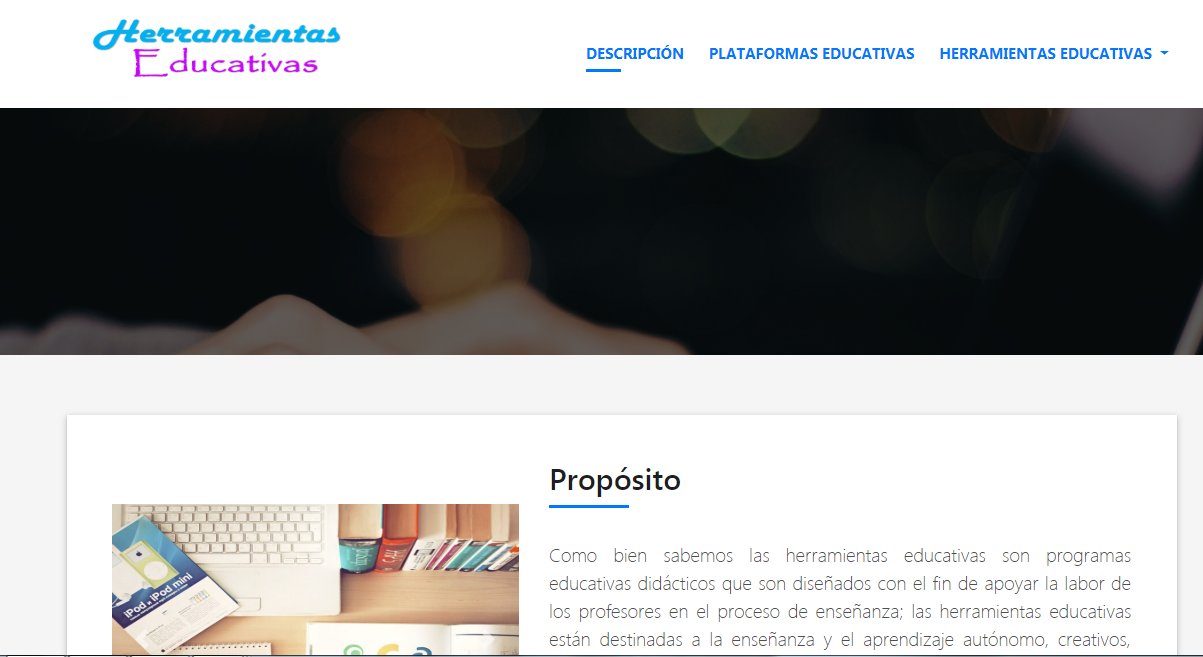 Herramientas
Educativas
DESCRIPCIÓN PLATAFORMAS EDUCATIVAS HERRAMIENTAS EDUCATIVAS
Propósito
Como bien sabemos las herramientas educativas son programas
educativas didácticos que son diseñados con el fin de apoyar la labor de
los profesores en el proceso de enseñanza; las herramientas educativas
están destinadas a la enseñanza y el aprendizaje autónomo, creativos,
iPod x iPod mini